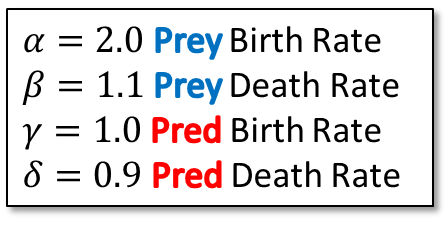 α = 2.0 Prey Birth Rate
β = 1.1 Prey Death Rate
γ = 1.0 Pred Birth Rate
δ = 0.9 Pred Death Rate